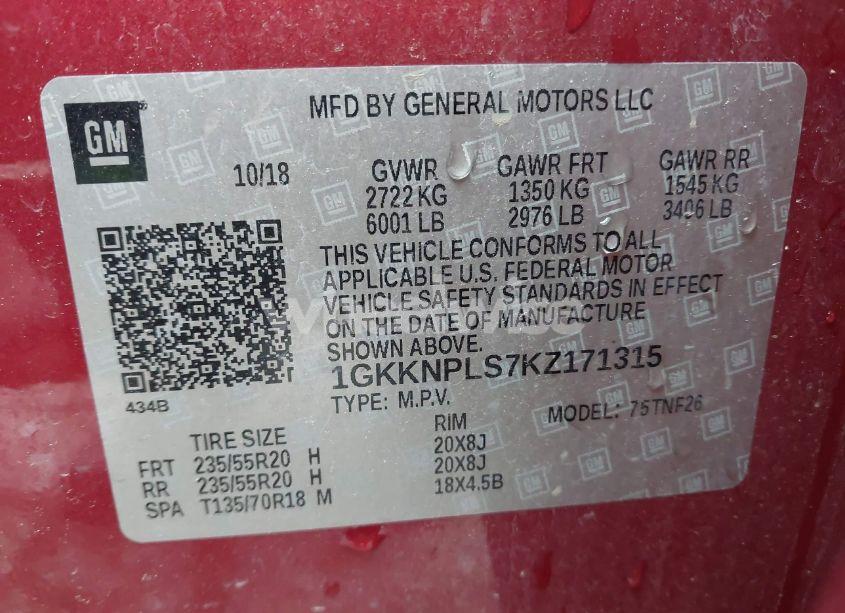 GM
MFD BY GENERAL MOTORS LLC
10/18
GVWR
2722 KG
6001 LB
GAWR FRT
1350 KG
2976 LB
GAWR RR
1545 KG
3406 LB
THIS VEHICLE CONFORMS TO ALL
APPLICABLE U.S. FEDERAL MOTOR
VEHICLE SAFETY STANDARDS IN EFFECT
ON THE DATE OF MANUFACTURE
SHOWN ABOVE.
1GKKNPLS7KZ171315
TYPE: M.P.V.
MODEL: 75TNF26
434B
TIRE SIZE
RIM
FRT 235/55R20 H 20X8J
RR 235/55R20 H 20X8J
SPA T135/70R18 M 18X4.5B